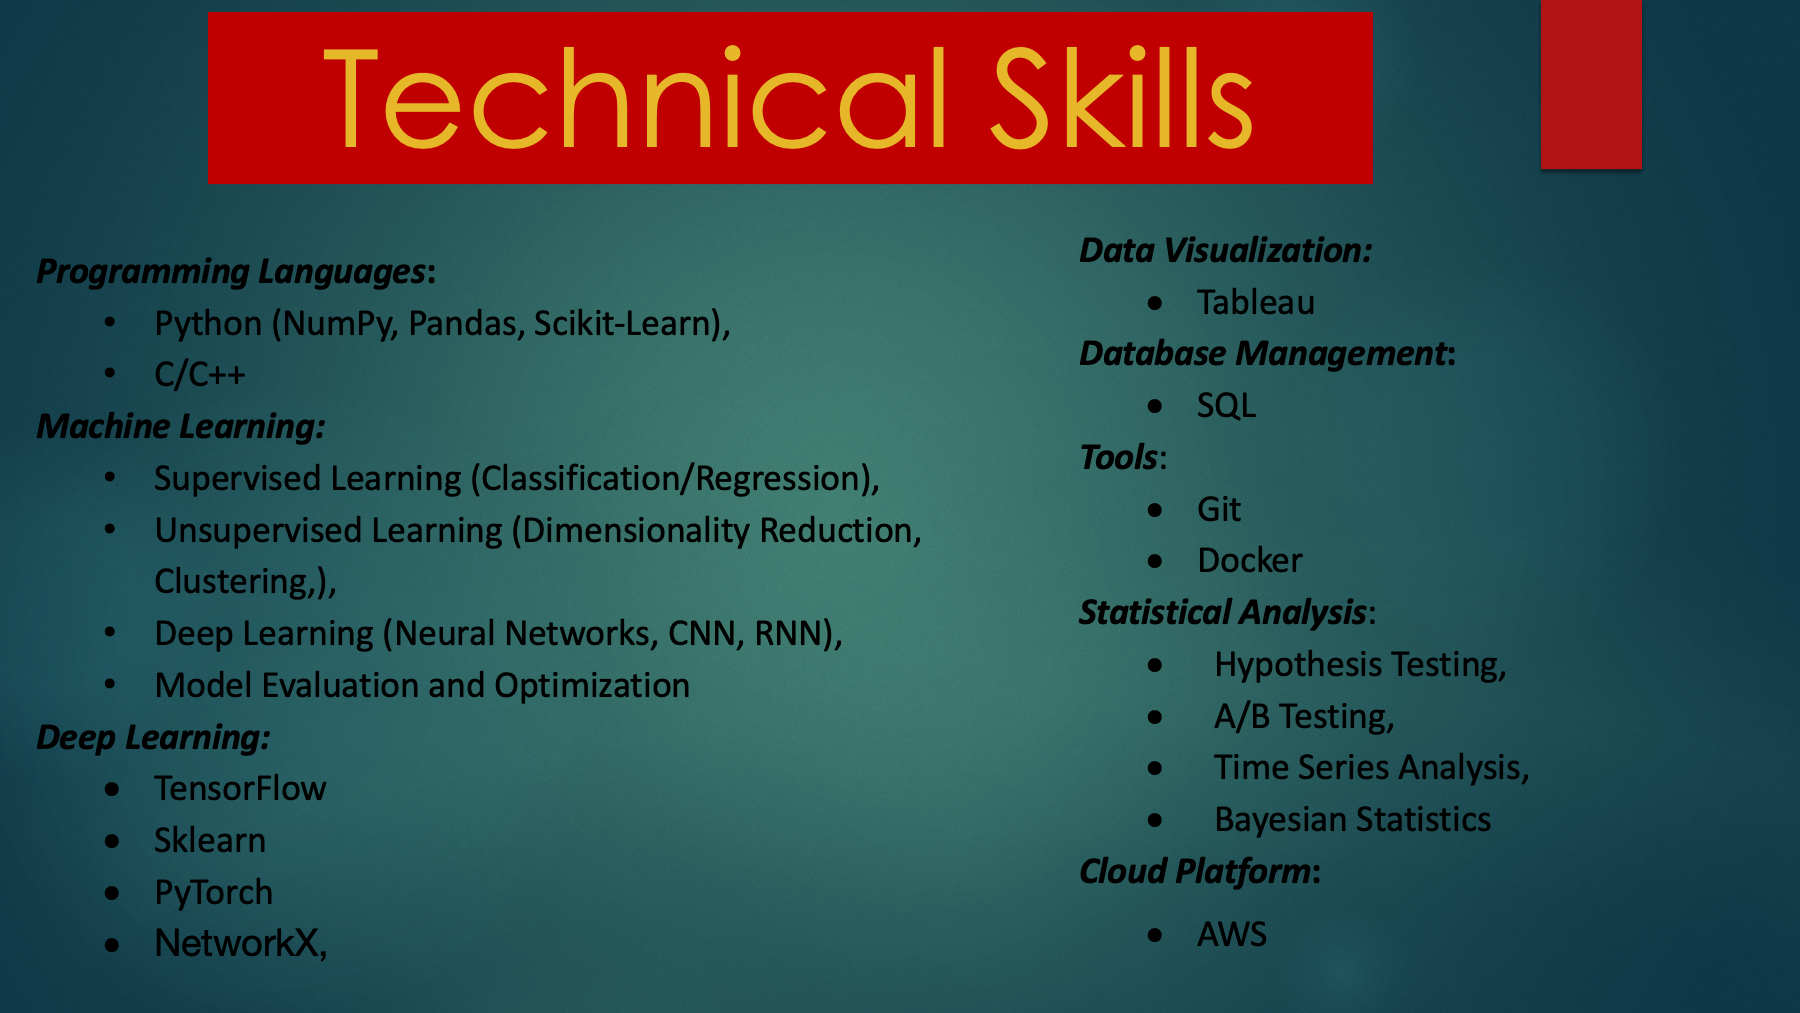 Technical Skills
Programming Languages:
• Python (NumPy, Pandas, Scikit-Learn),
• C/C++
Machine Learning:
• Supervised Learning (Classification/Regression),
• Unsupervised Learning (Dimensionality Reduction,
Clustering,),
• Deep Learning (Neural Networks, CNN, RNN),
• Model Evaluation and Optimization
Deep Learning:
• TensorFlow
• Sklearn
• PyTorch
• NetworkX,
Data Visualization:
• Tableau
Database Management:
• SQL
Tools:
• Git
• Docker
Statistical Analysis:
• Hypothesis Testing,
• A/B Testing,
• Time Series Analysis,
• Bayesian Statistics
Cloud Platform:
• AWS